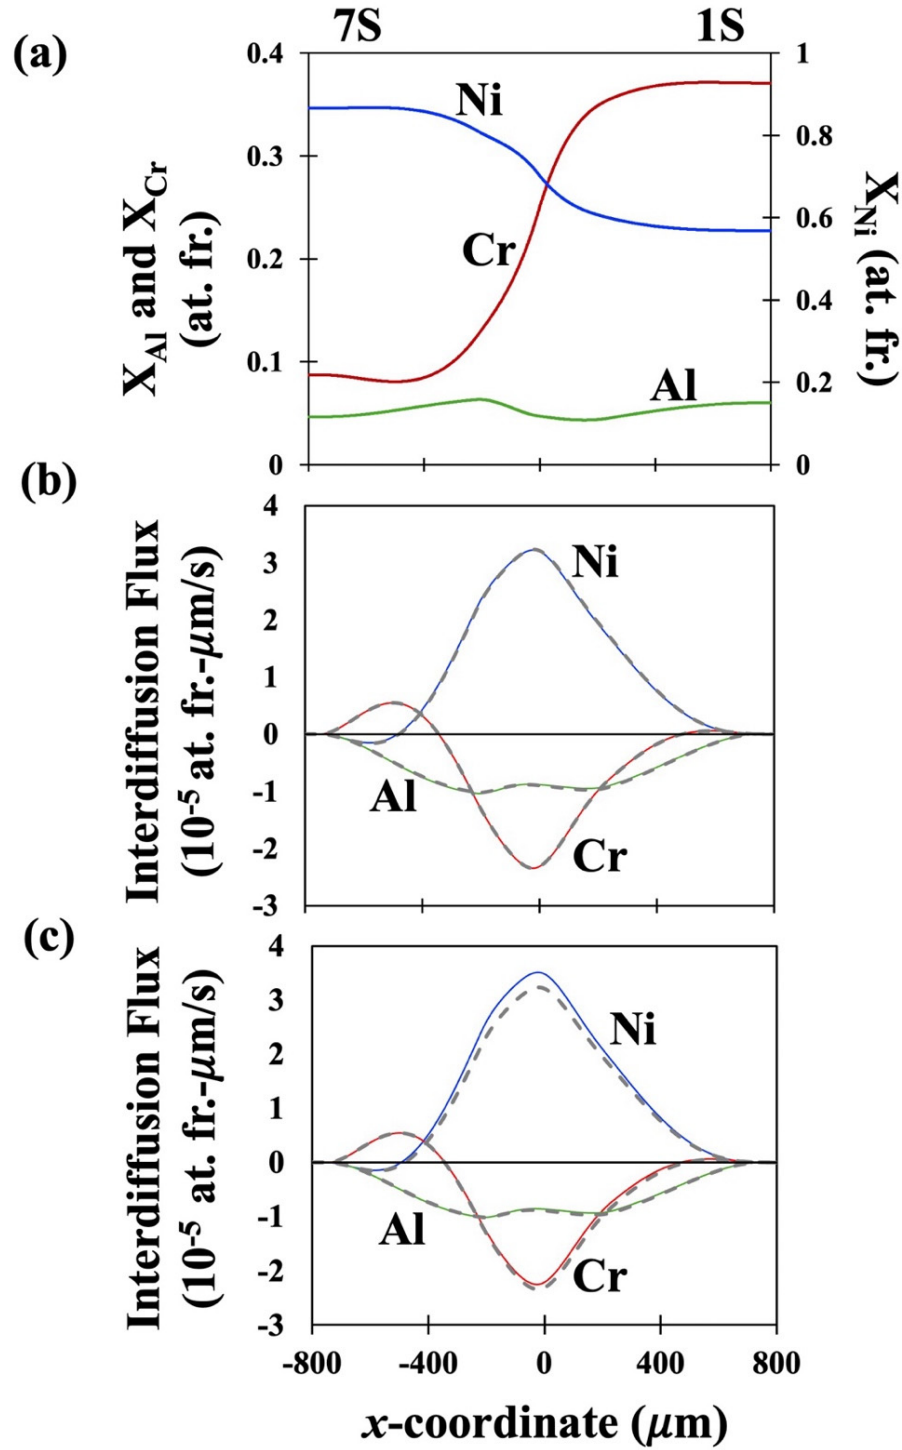 (a)
7S 1S
0.4 1
0.3 0.8
0.2 0.6
0.4
0.1 0.2
0 0
X_Al and X_Cr
(at. fr.)
X_Ni (at. fr.)
Ni
Cr
Al
(b)
4
3
2
1
0
-1
-2
-3
Interdiffusion Flux
(10^-5 at. fr.-μm/s)
Ni
Al
Cr
(c)
4
3
2
1
0
-1
-2
-3
Interdiffusion Flux
(10^-5 at. fr.-μm/s)
Ni
Al
Cr
-800 -400 0 400 800
x-coordinate (μm)